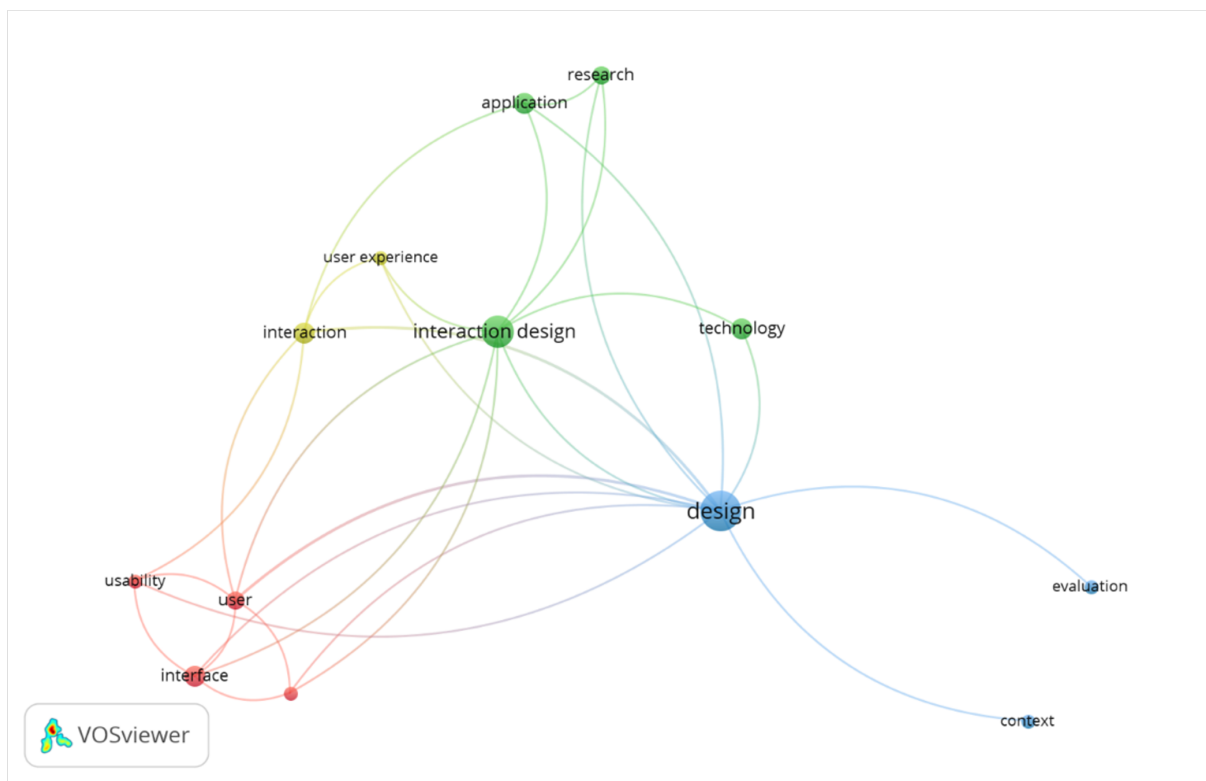 research
application
user experience
interaction
interaction design
technology
design
usability
user
evaluation
interface
context
VOSviewer